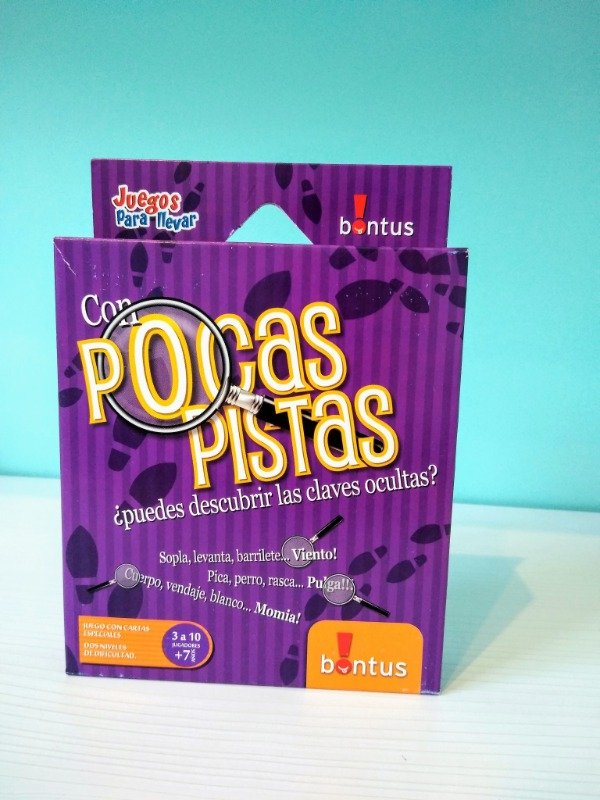 Juegos
Para llevar
bontus
Con
POCas
PISTas
¿puedes descubrir las claves ocultas?
Sopla, levanta, barrilete... Viento!
Pica, perro, rasca... Pulga!!!
Cuerpo, vendaje, blanco... Momia!
JUEGO CON CARTAS
ESPECIALES.
DOS NIVELES
DE DIFICULTAD.
3 a 10
JUGADORES
+7 AÑOS
bontus